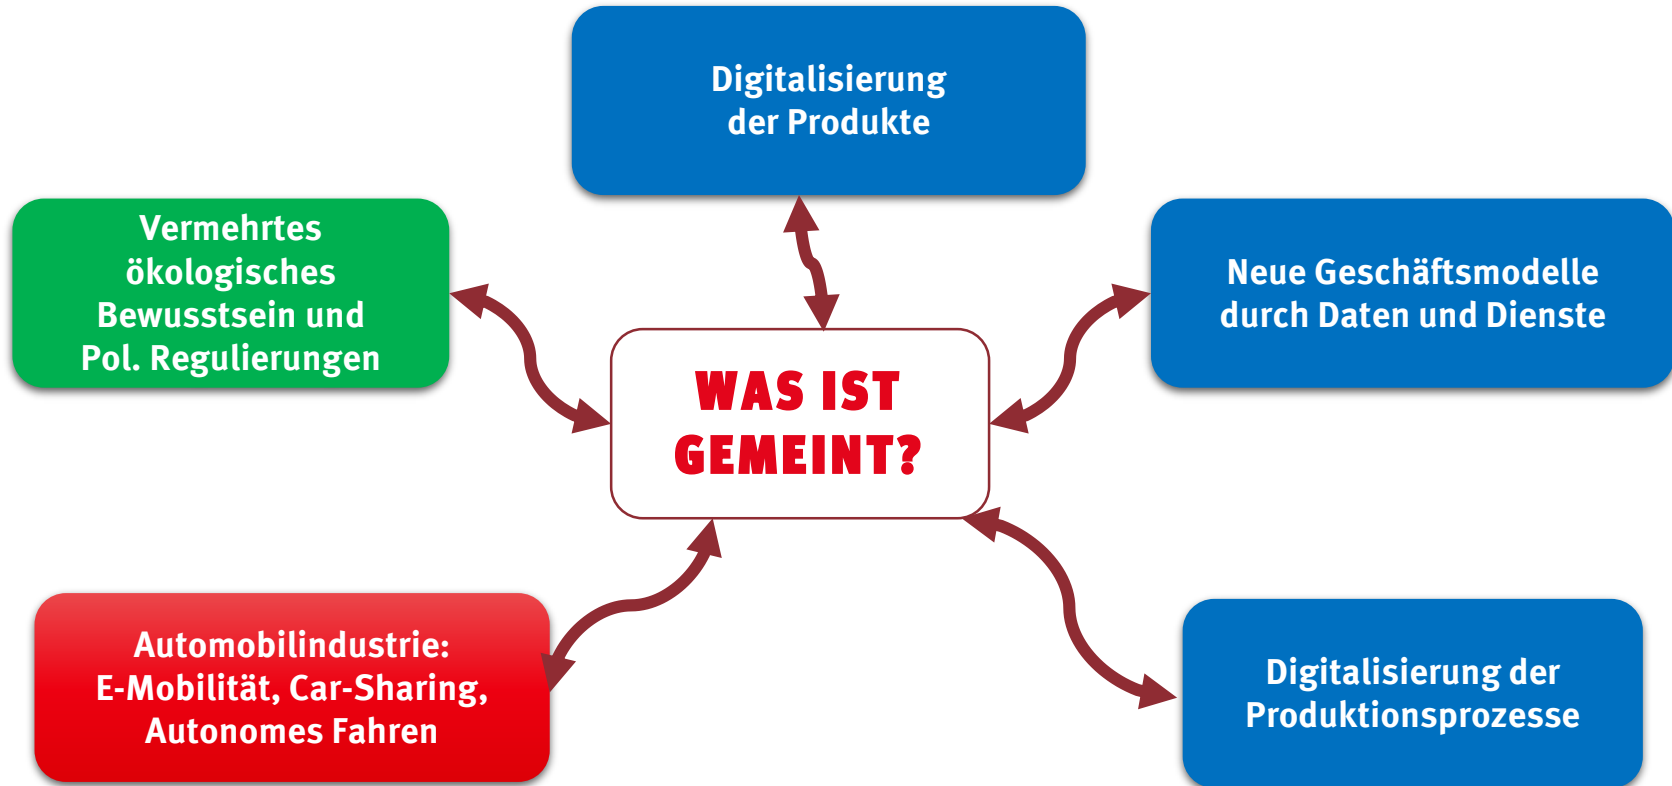 Digitalisierung
der Produkte
Vermehrtes
ökologisches
Bewusstsein und
Pol. Regulierungen
Neue Geschäftsmodelle
durch Daten und Dienste
WAS IST
GEMEINT?
Automobilindustrie:
E-Mobilität, Car-Sharing,
Autonomes Fahren
Digitalisierung der
Produktionsprozesse